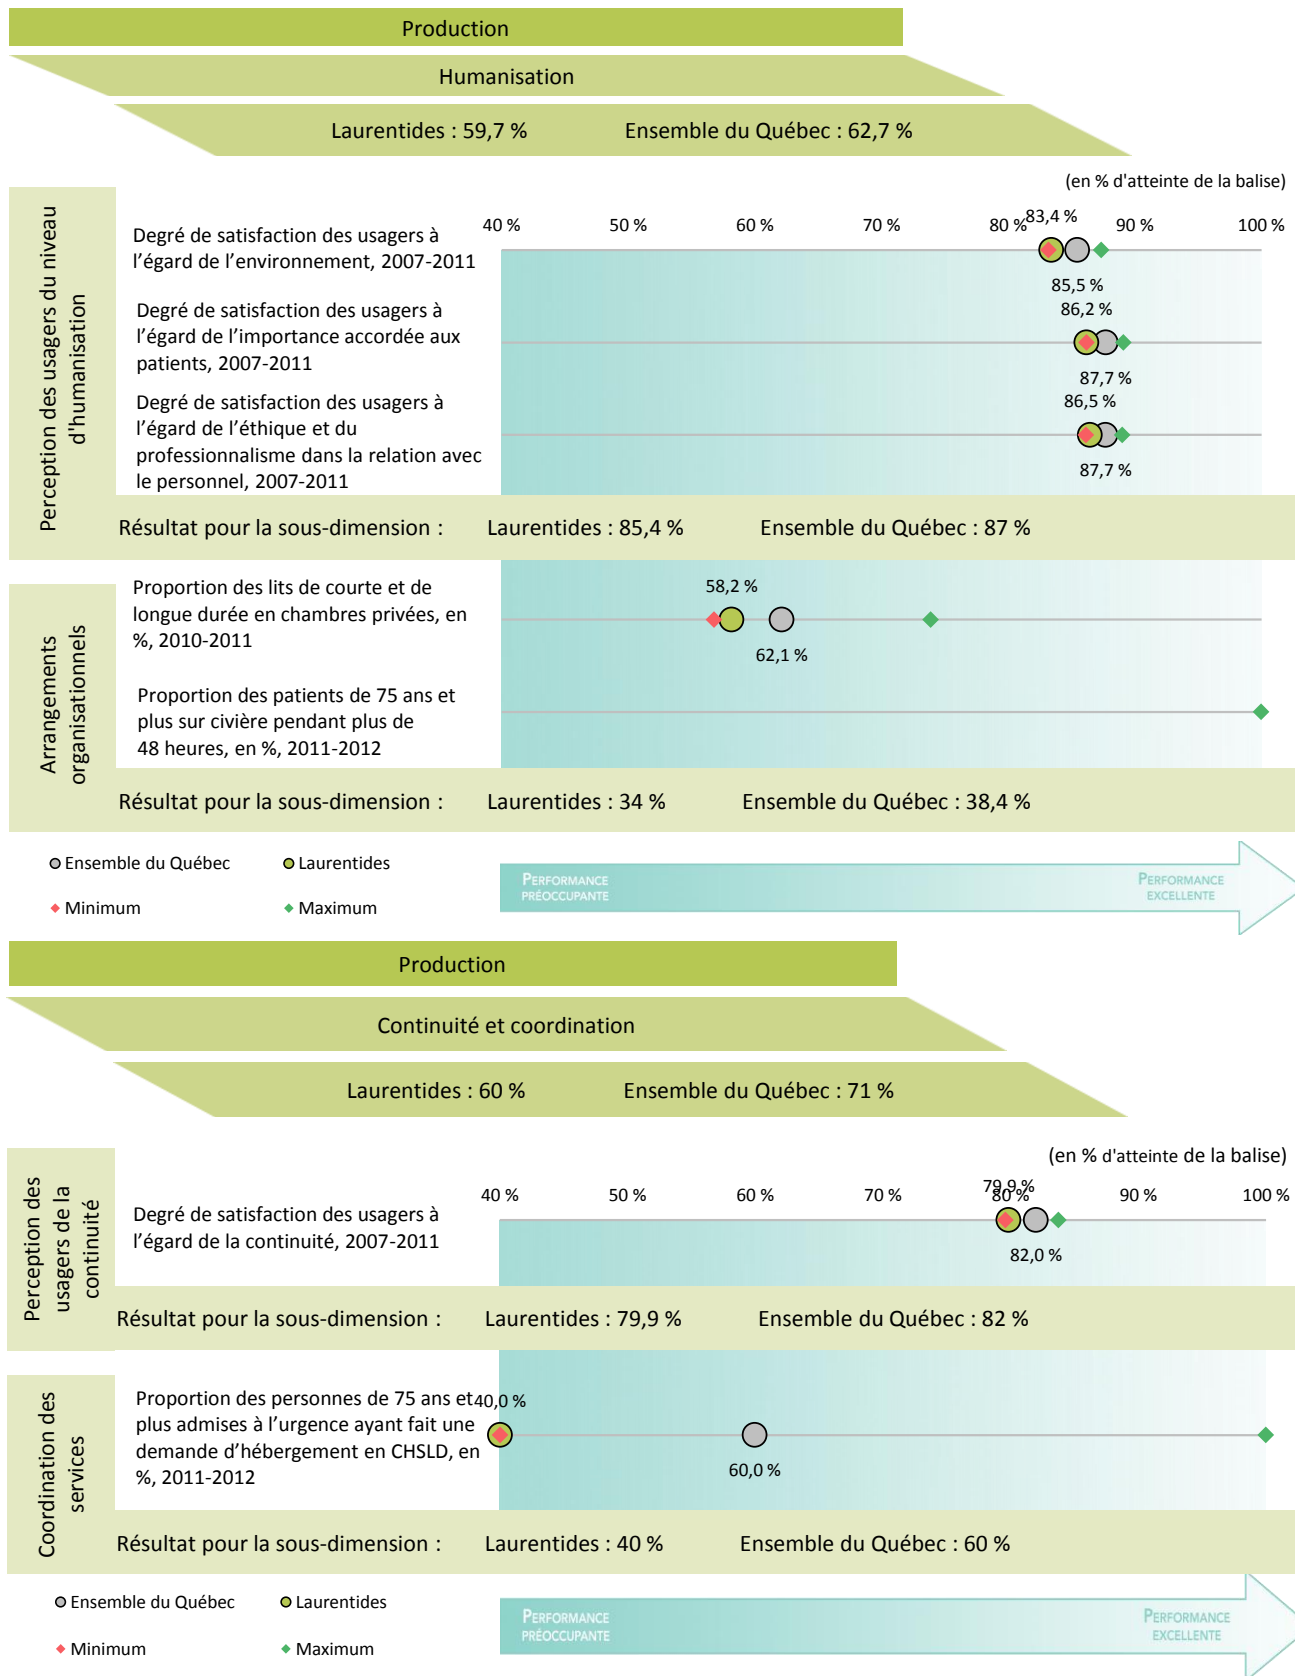 Production
Humanisation
Laurentides : 59,7 % Ensemble du Québec : 62,7 %
(en % d'atteinte de la balise)
Perception des usagers du niveau
d'humanisation
40 % 50 % 60 % 70 % 80 % 90 % 100 %
83,4 %
Degré de satisfaction des usagers à
l'égard de l'environnement, 2007-2011
85,5 %
86,2 %
Degré de satisfaction des usagers à
l'égard de l'importance accordée aux
patients, 2007-2011
87,7 %
86,5 %
Degré de satisfaction des usagers à
l'égard de l'éthique et du
professionnalisme dans la relation avec
le personnel, 2007-2011
87,7 %
Résultat pour la sous-dimension : Laurentides : 85,4 % Ensemble du Québec : 87 %
Arrangements
organisationnels
Proportion des lits de courte et de
longue durée en chambres privées, en
%, 2010-2011
58,2 %
62,1 %
Proportion des patients de 75 ans et
plus sur civière pendant plus de
48 heures, en %, 2011-2012
Résultat pour la sous-dimension : Laurentides : 34 % Ensemble du Québec : 38,4 %
Ensemble du Québec Laurentides
Minimum Maximum
PERFORMANCE
PRÉOCCUPANTE
PERFORMANCE
EXCELLENTE
Production
Continuité et coordination
Laurentides : 60 % Ensemble du Québec : 71 %
(en % d'atteinte de la balise)
Perception des
usagers de la
continuité
40 % 50 % 60 % 70 % 80 % 90 % 100 %
79,9 %
Degré de satisfaction des usagers à
l'égard de la continuité, 2007-2011
82,0 %
Résultat pour la sous-dimension : Laurentides : 79,9 % Ensemble du Québec : 82 %
Coordination des
services
Proportion des personnes de 75 ans et
plus admises à l'urgence ayant fait une
demande d'hébergement en CHSLD, en
%, 2011-2012
40,0 %
60,0 %
Résultat pour la sous-dimension : Laurentides : 40 % Ensemble du Québec : 60 %
Ensemble du Québec Laurentides
Minimum Maximum
PERFORMANCE
PRÉOCCUPANTE
PERFORMANCE
EXCELLENTE